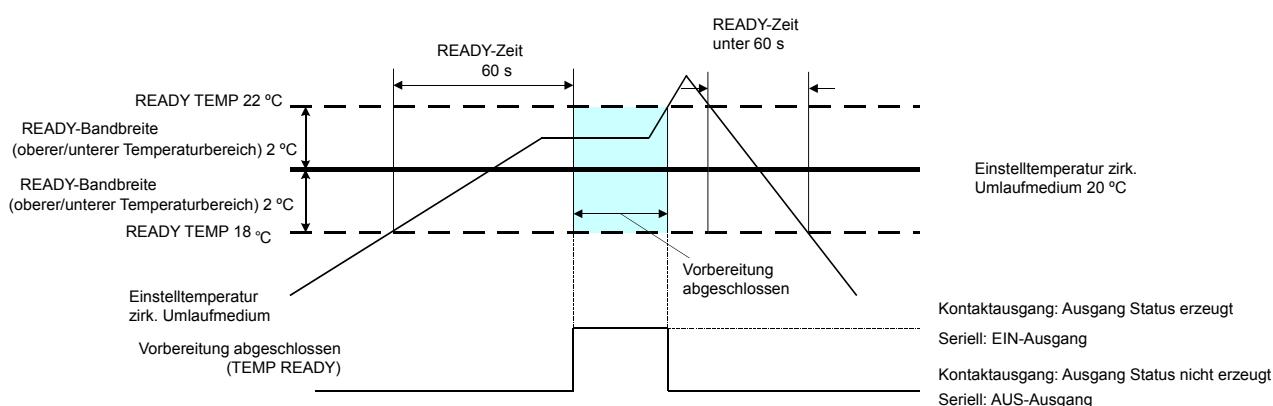 READY-Zeit
unter 60 s
READY-Zeit
60 s
READY TEMP 22 ºC
READY-Bandbreite
(oberer/unterer Temperaturbereich) 2 ºC
Einstelltemperatur zirk.
Umlaufmedium 20 ºC
READY-Bandbreite
(oberer/unterer Temperaturbereich) 2 ºC
READY TEMP 18 ºC
Vorbereitung
abgeschlossen
Einstelltemperatur
zirk. Umlaufmedium
Kontaktausgang: Ausgang Status erzeugt
Seriell: EIN-Ausgang
Vorbereitung abgeschlossen
(TEMP READY)
Kontaktausgang: Ausgang Status nicht erzeugt
Seriell: AUS-Ausgang